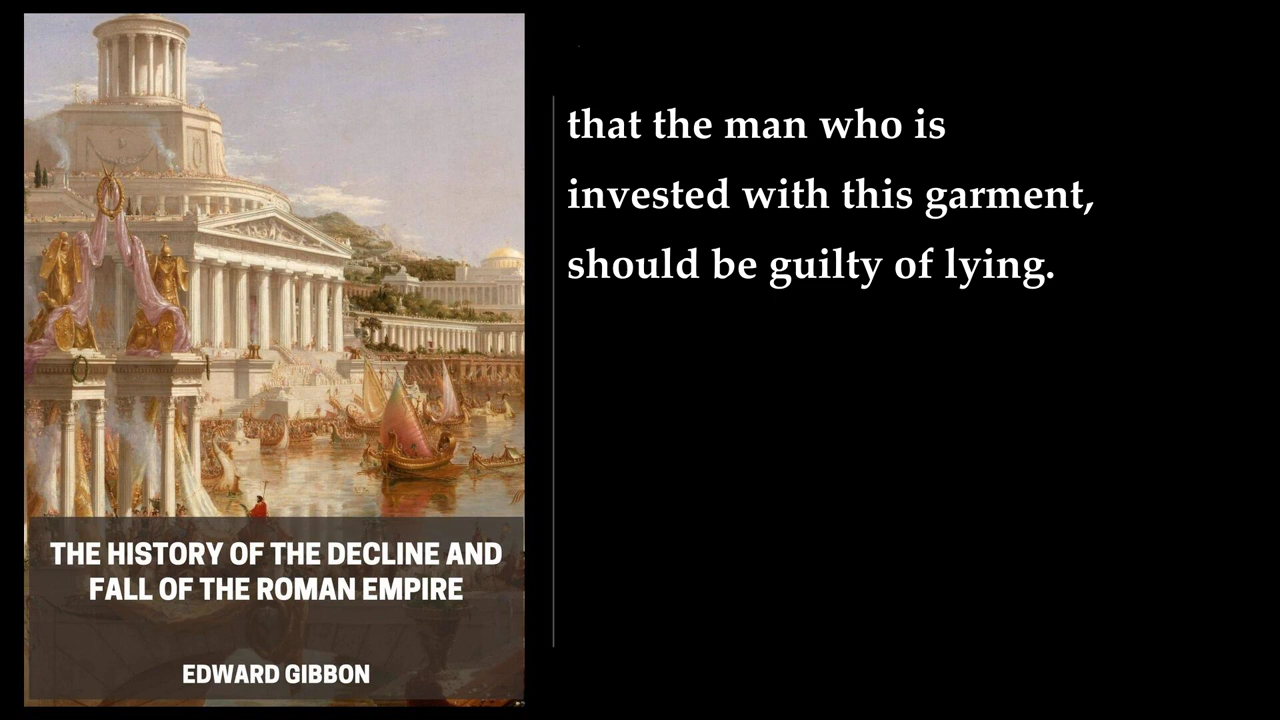 that the man who is
invested with this garment,
should be guilty of lying.
THE HISTORY OF THE DECLINE AND
FALL OF THE ROMAN EMPIRE
EDWARD GIBBON